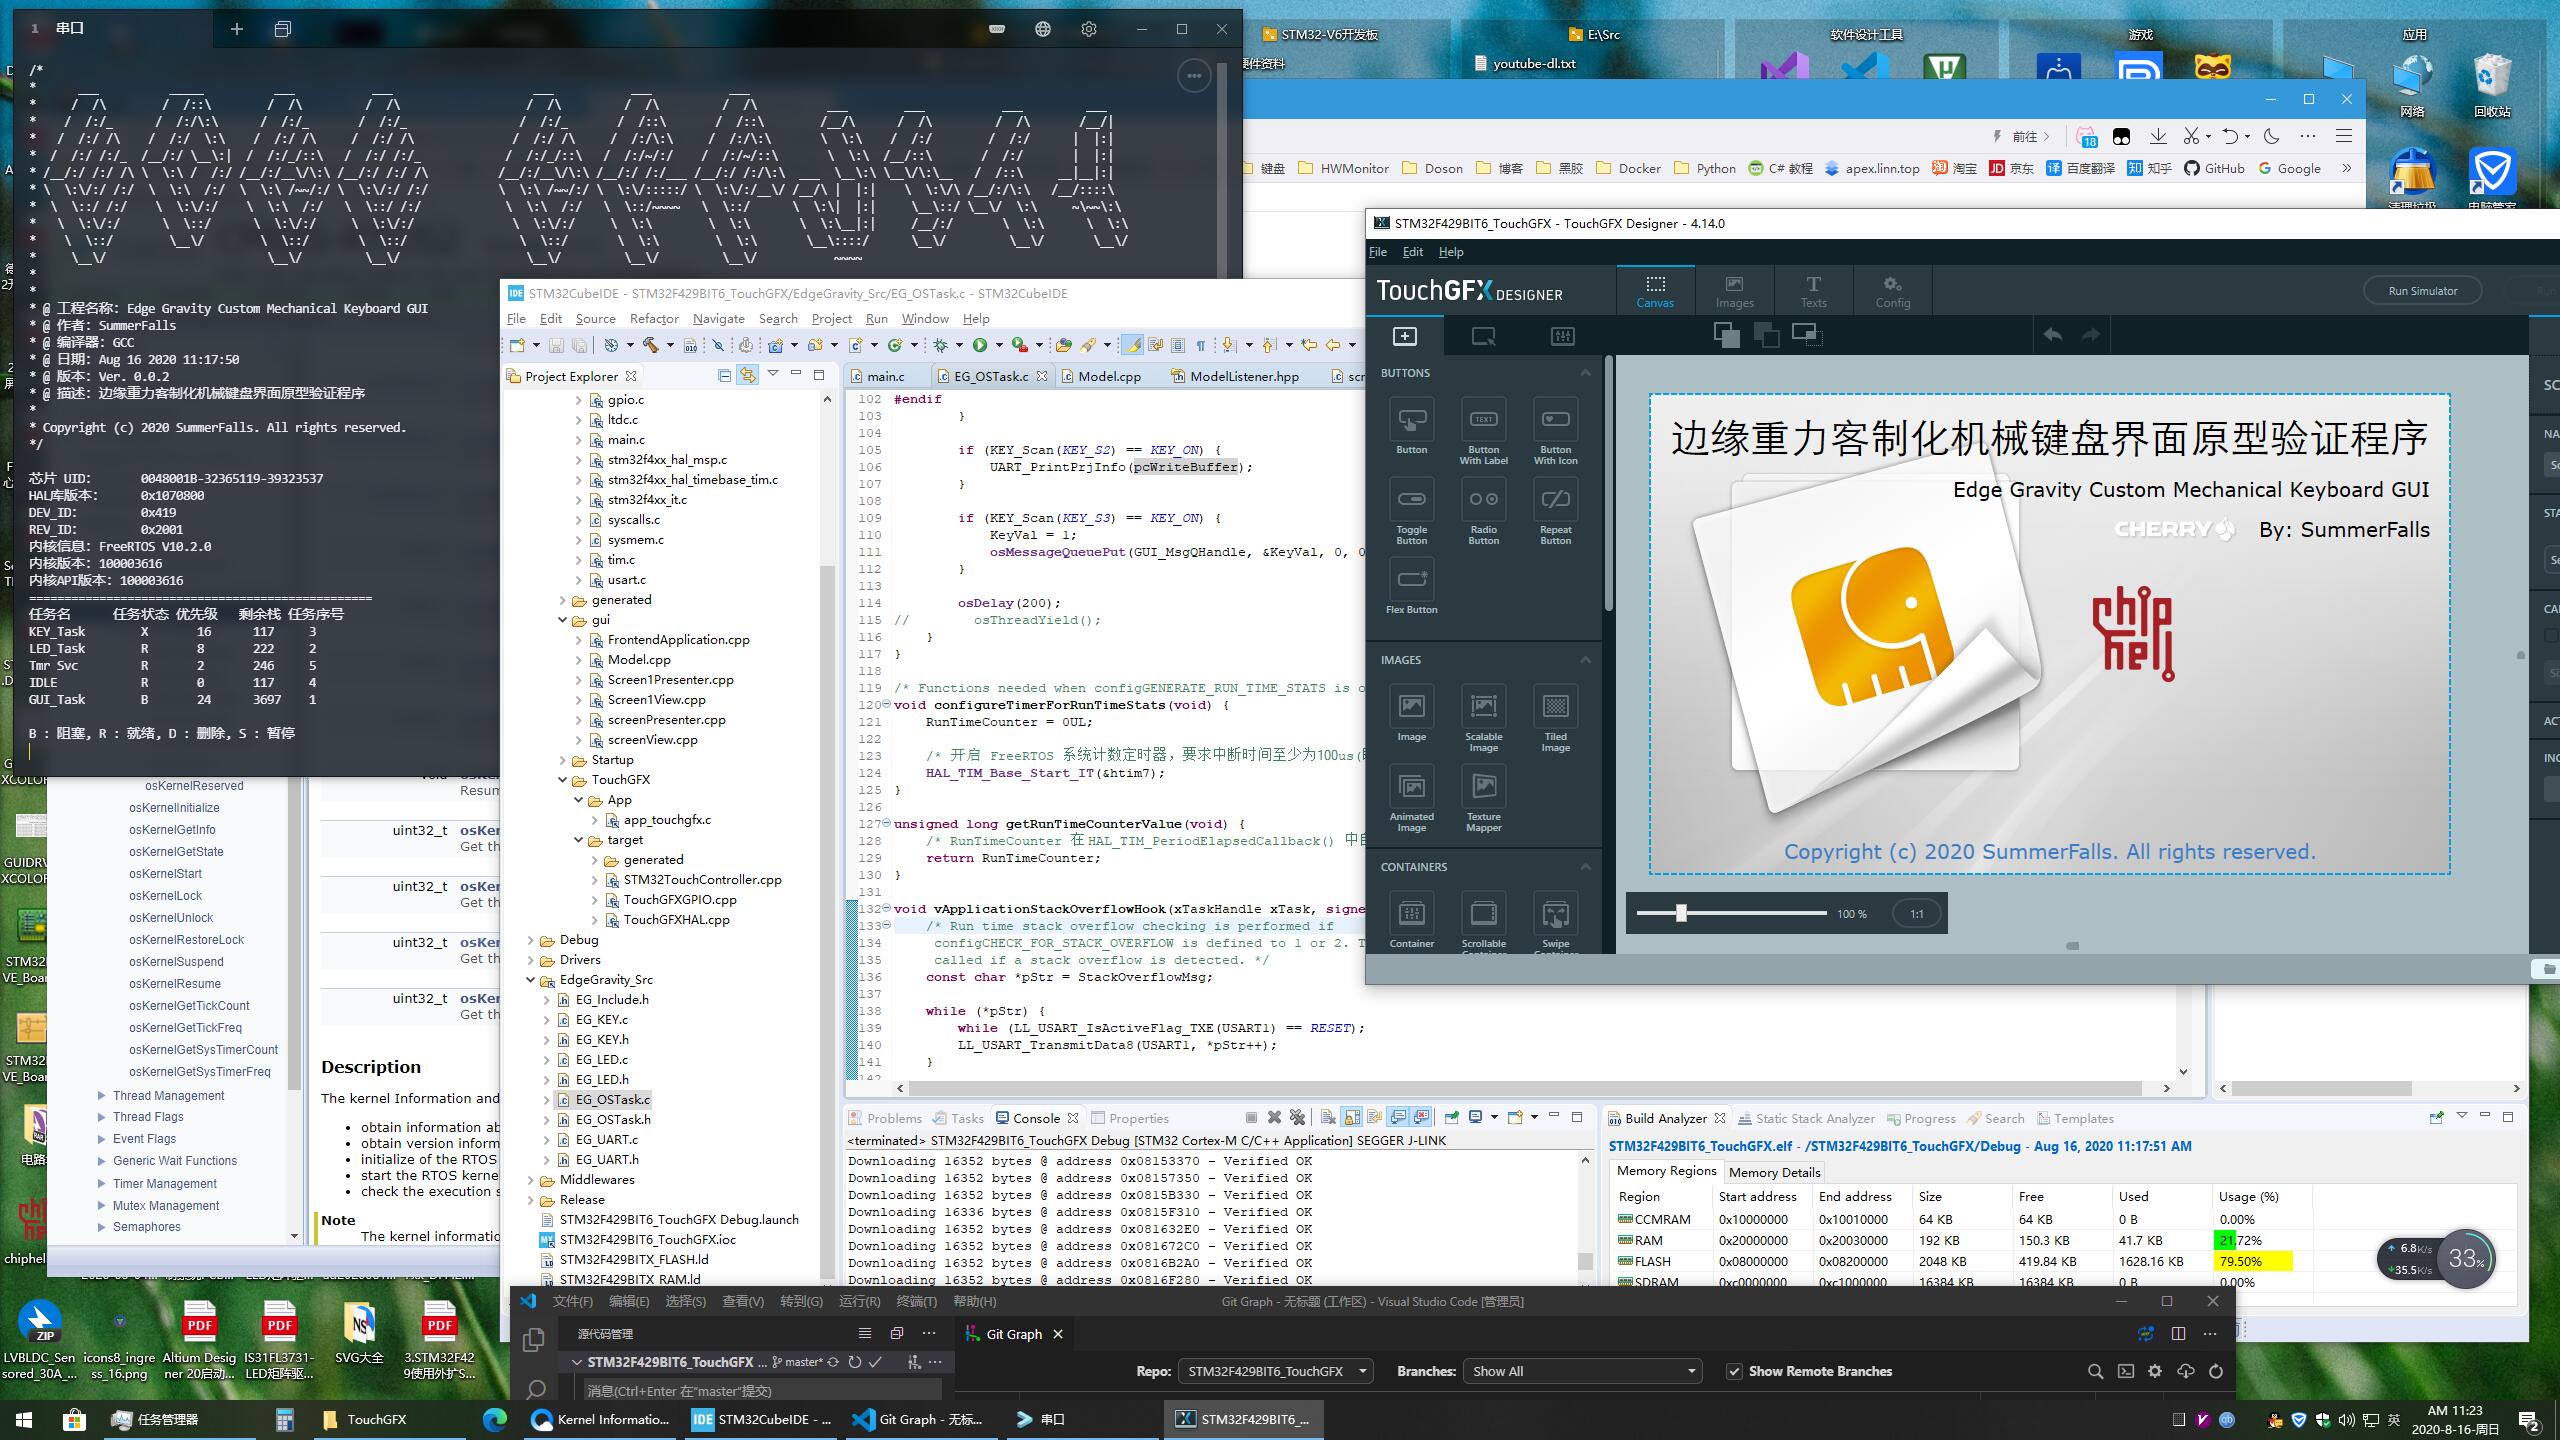 1 串口
/*
* @ 工程名称: Edge Gravity Custom Mechanical Keyboard GUI
* @ 作者: SummerFalls
* @ 编译器: GCC
* @ 日期: Aug 16 2020 11:17:50
* @ 版本: Ver. 0.0.2
* @ 描述: 边缘重力客制化机械键盘界面原型验证程序
*
* Copyright (c) 2020 SummerFalls. All rights reserved.
*/
芯片 UID: 0048001B-32365119-39323537
HAL库版本: 0x1070800
DEV_ID: 0x419
REV_ID: 0x2001
内核信息: FreeRTOS V10.2.0
内核版本: 100003616
内核API版本: 100003616
=================================================
任务名 任务状态 优先级 剩余栈 任务序号
KEY_Task X 16 117 3
LED_Task R 8 222 2
Tmr Svc R 2 246 5
IDLE R 0 117 4
GUI_Task B 24 3697 1
B : 阻塞, R : 就绪, D : 删除, S : 暂停
STM32-V6开发板
E:\Src
软件设计工具
游戏
应用
硬件资料
youtube-dl.txt
网络
回收站
前往
18
键盘 HWMonitor Doson 博客 黑胶 Docker Python C# 教程 apex.linn.top 淘宝 京东 百度翻译 知乎 GitHub Google
STM32CubeIDE - STM32F429BIT6_TouchGFX/EdgeGravity_Src/EG_OSTask.c - STM32CubeIDE
File Edit Source Refactor Navigate Search Project Run Window Help
Project Explorer
gpio.c
ltdc.c
main.c
stm32f4xx_hal_msp.c
stm32f4xx_hal_timebase_tim.c
stm32f4xx_it.c
syscalls.c
sysmem.c
tim.c
usart.c
generated
gui
FrontendApplication.cpp
Model.cpp
Screen1Presenter.cpp
Screen1View.cpp
screenPresenter.cpp
screenView.cpp
Startup
TouchGFX
App
app_touchgfx.c
target
generated
STM32TouchController.cpp
TouchGFXGPIO.cpp
TouchGFXHAL.cpp
Debug
Drivers
EdgeGravity_Src
EG_Include.h
EG_KEY.c
EG_KEY.h
EG_LED.c
EG_LED.h
EG_OSTask.c
EG_OSTask.h
EG_UART.c
EG_UART.h
Middlewares
Release
STM32F429BIT6_TouchGFX Debug.launch
STM32F429BIT6_TouchGFX.ioc
STM32F429BITX_FLASH.ld
STM32F429BITX_RAM.ld
main.c EG_OSTask.c Model.cpp ModelListener.hpp scr
102 #endif
103 }
104
105 if (KEY_Scan(KEY_S2) == KEY_ON) {
106 UART_PrintPrjInfo(pcWriteBuffer);
107 }
108
109 if (KEY_Scan(KEY_S3) == KEY_ON) {
110 KeyVal = 1;
111 osMessageQueuePut(GUI_MsgQHandle, &KeyVal, 0, 0
112 }
113
114 osDelay(200);
115 // osThreadYield();
116 }
117 }
118
119 /* Functions needed when configGENERATE_RUN_TIME_STATS is o
120 void configureTimerForRunTimeStats(void) {
121 RunTimeCounter = 0UL;
122
123 /* 开启 FreeRTOS 系统计数定时器，要求中断时间至少为100us(
124 HAL_TIM_Base_Start_IT(&htim7);
125 }
126
127 unsigned long getRunTimeCounterValue(void) {
128 /* RunTimeCounter 在 HAL_TIM_PeriodElapsedCallback() 中
129 return RunTimeCounter;
130 }
131
132 void vApplicationStackOverflowHook(xTaskHandle xTask, signe
133 /* Run time stack overflow checking is performed if
134 configCHECK_FOR_STACK_OVERFLOW is defined to 1 or 2. T
135 called if a stack overflow is detected. */
136 const char *pStr = StackOverflowMsg;
137
138 while (*pStr) {
139 while (LL_USART_IsActiveFlag_TXE(USART1) == RESET);
140 LL_USART_TransmitData8(USART1, *pStr++);
141 }
142
STM32F429BIT6_TouchGFX - TouchGFX Designer - 4.14.0
File Edit Help
TouchGFX DESIGNER
Canvas Images Texts Config
Run Simulator
BUTTONS
Button
Button With Label
Button With Icon
Toggle Button
Radio Button
Repeat Button
Flex Button
IMAGES
Image
Scalable Image
Tiled Image
Animated Image
Texture Mapper
CONTAINERS
Container
Scrollable Container
Swipe Container
边缘重力客制化机械键盘界面原型验证程序
Edge Gravity Custom Mechanical Keyboard GUI
CHERRY By: SummerFalls
chip hell
Copyright (c) 2020 SummerFalls. All rights reserved.
100 % 1:1
osKernelReserved
osKernelInitialize
osKernelGetInfo
osKernelGetState
osKernelStart
osKernelLock
osKernelUnlock
osKernelRestoreLock
osKernelSuspend
osKernelResume
osKernelGetTickCount
osKernelGetTickFreq
osKernelGetSysTimerCount
osKernelGetSysTimerFreq
Thread Management
Thread Flags
Event Flags
Generic Wait Functions
Timer Management
Mutex Management
Semaphores
Resum
uint32_t osKer
Get th
uint32_t osKer
Get th
uint32_t osKer
Get th
uint32_t osKer
Get th
Description
The kernel Information and
obtain information ab
obtain version inform
initialize of the RTOS
start the RTOS kerne
check the execution s
Note
The kernel information
Problems Tasks Console Properties
<terminated> STM32F429BIT6_TouchGFX Debug [STM32 Cortex-M C/C++ Application] SEGGER J-LINK
Downloading 16352 bytes @ address 0x08153370 - Verified OK
Downloading 16352 bytes @ address 0x08157350 - Verified OK
Downloading 16352 bytes @ address 0x0815B330 - Verified OK
Downloading 16336 bytes @ address 0x0815F310 - Verified OK
Downloading 16352 bytes @ address 0x081632E0 - Verified OK
Downloading 16352 bytes @ address 0x081672C0 - Verified OK
Downloading 16352 bytes @ address 0x0816B2A0 - Verified OK
Downloading 16352 bytes @ address 0x0816F280 - Verified OK
Build Analyzer Static Stack Analyzer Progress Search Templates
STM32F429BIT6_TouchGFX.elf - /STM32F429BIT6_TouchGFX/Debug - Aug 16, 2020 11:17:51 AM
Memory Regions Memory Details
Region Start address End address Size Free Used Usage (%)
CCMRAM 0x10000000 0x10010000 64 KB 64 KB 0 B 0.00%
RAM 0x20000000 0x20030000 192 KB 150.3 KB 41.7 KB 21.72%
FLASH 0x08000000 0x08200000 2048 KB 419.84 KB 1628.16 KB 79.50%
SDRAM 0xc0000000 0xc1000000 16384 KB 16384 KB 0 B 0.00%
6.8K/s
35.5K/s
33%
文件(F) 编辑(E) 选择(S) 查看(V) 转到(G) 运行(R) 终端(T) 帮助(H)
Git Graph - 无标题 (工作区) - Visual Studio Code [管理员]
源代码管理
Git Graph
STM32F429BIT6_TouchGFX ... master*
消息(Ctrl+Enter 在"master"提交)
Repo: STM32F429BIT6_TouchGFX Branches: Show All Show Remote Branches
LVBLDC_Sensored_30A_...
icons8_ingress_16.png
Altium Designer 20启动...
IS31FL3731-LED矩阵驱...
SVG大全
3.STM32F429使用外扩S...
任务管理器 TouchGFX Kernel Informatio... STM32CubeIDE - ... Git Graph - 无标... 串口 STM32F429BIT6_...
英
AM 11:23
2020-8-16-周日
2